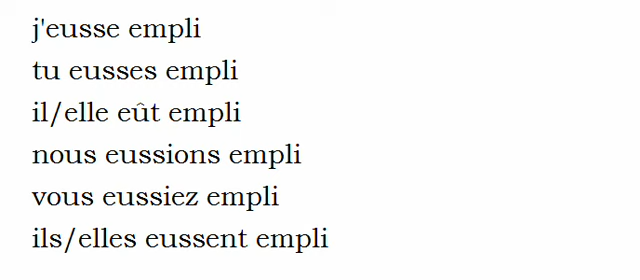 j'eusse empli
tu eusses empli
il/elle eût empli
nous eussions empli
vous eussiez empli
ils/elles eussent empli